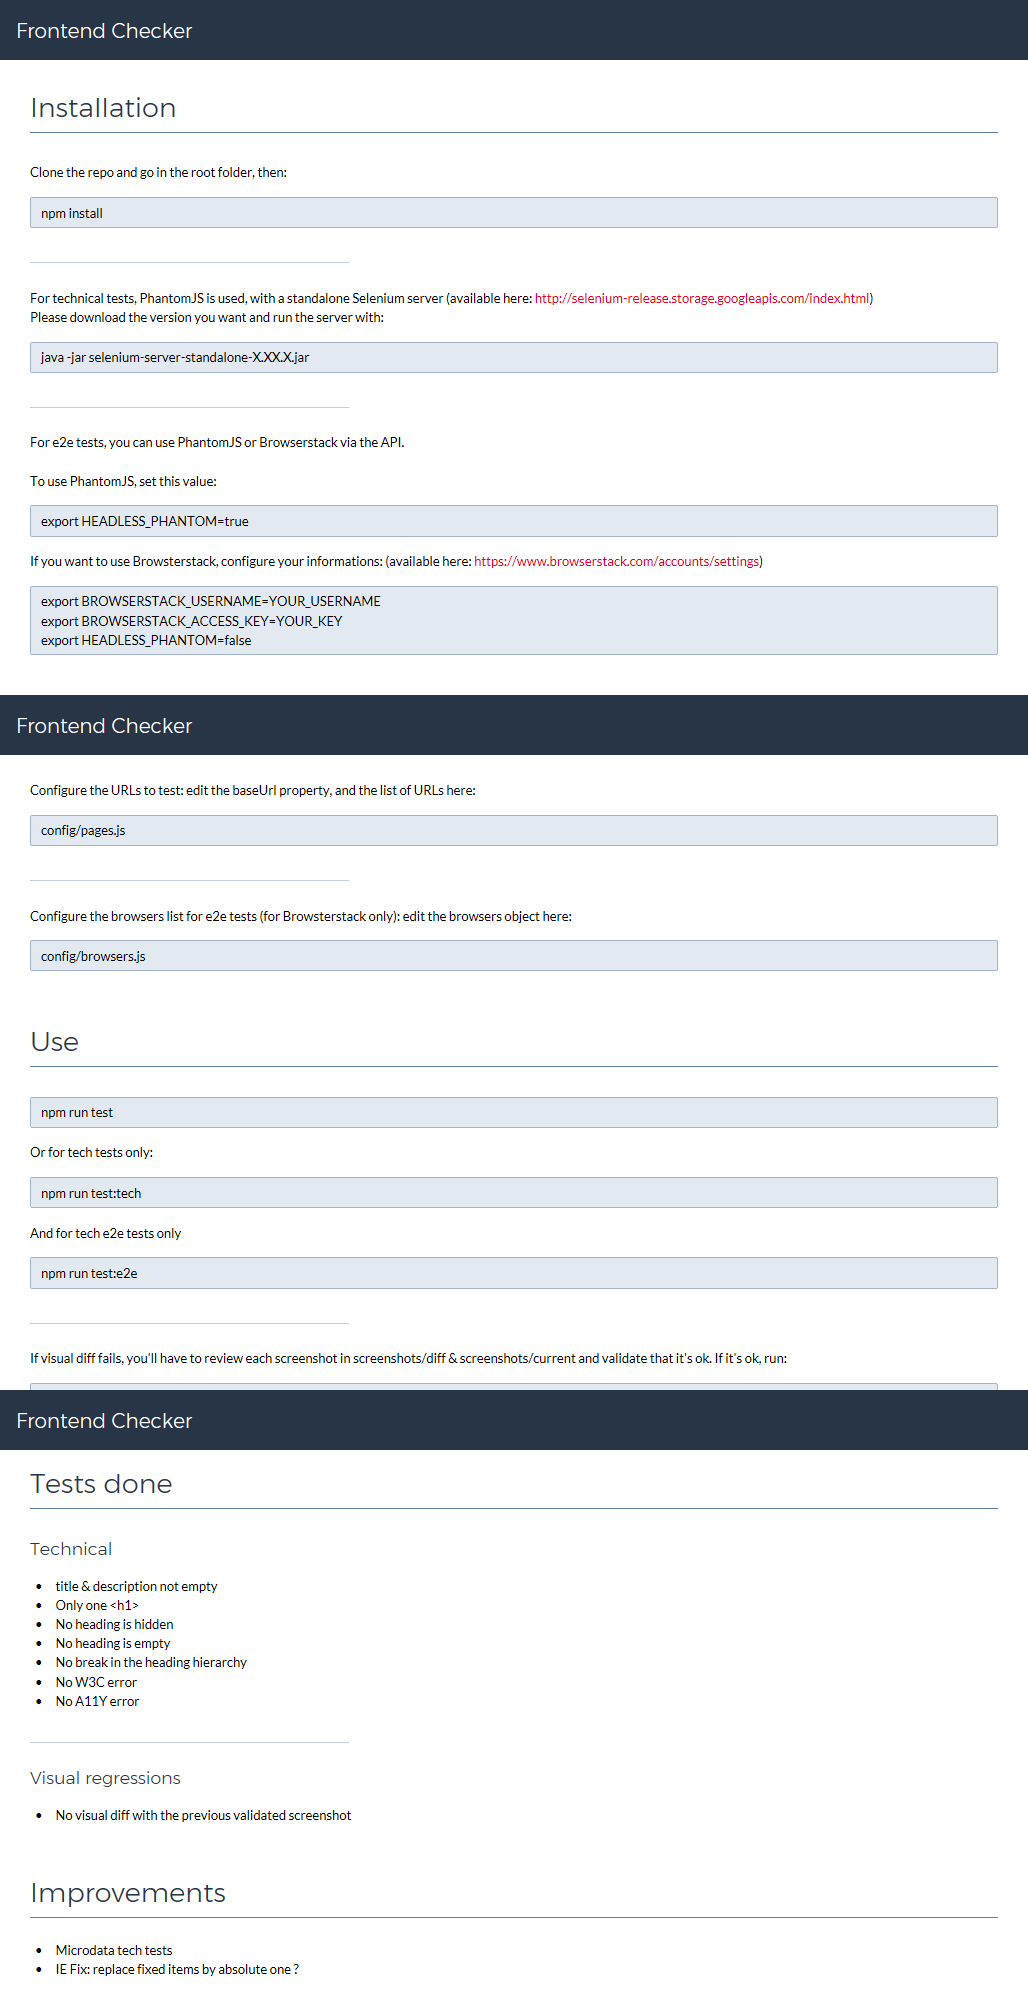 Frontend Checker
Installation
Clone the repo and go in the root folder, then:
npm install
For technical tests, PhantomJS is used, with a standalone Selenium server (available here: http://selenium-release.storage.googleapis.com/index.html)
Please download the version you want and run the server with:
java -jar selenium-server-standalone-X.XX.X.jar
For e2e tests, you can use PhantomJS or Browserstack via the API.
To use PhantomJS, set this value:
export HEADLESS_PHANTOM=true
If you want to use Browsterstack, configure your informations: (available here: https://www.browserstack.com/accounts/settings)
export BROWSERSTACK_USERNAME=YOUR_USERNAME
export BROWSERSTACK_ACCESS_KEY=YOUR_KEY
export HEADLESS_PHANTOM=false
Frontend Checker
Configure the URLs to test: edit the baseUrl property, and the list of URLs here:
config/pages.js
Configure the browsers list for e2e tests (for Browsterstack only): edit the browsers object here:
config/browsers.js
Use
npm run test
Or for tech tests only:
npm run test:tech
And for tech e2e tests only
npm run test:e2e
If visual diff fails, you'll have to review each screenshot in screenshots/diff & screenshots/current and validate that it's ok. If it's ok, run:
Frontend Checker
Tests done
Technical
• title & description not empty
• Only one <h1>
• No heading is hidden
• No heading is empty
• No break in the heading hierarchy
• No W3C error
• No A11Y error
Visual regressions
• No visual diff with the previous validated screenshot
Improvements
• Microdata tech tests
• IE Fix: replace fixed items by absolute one ?